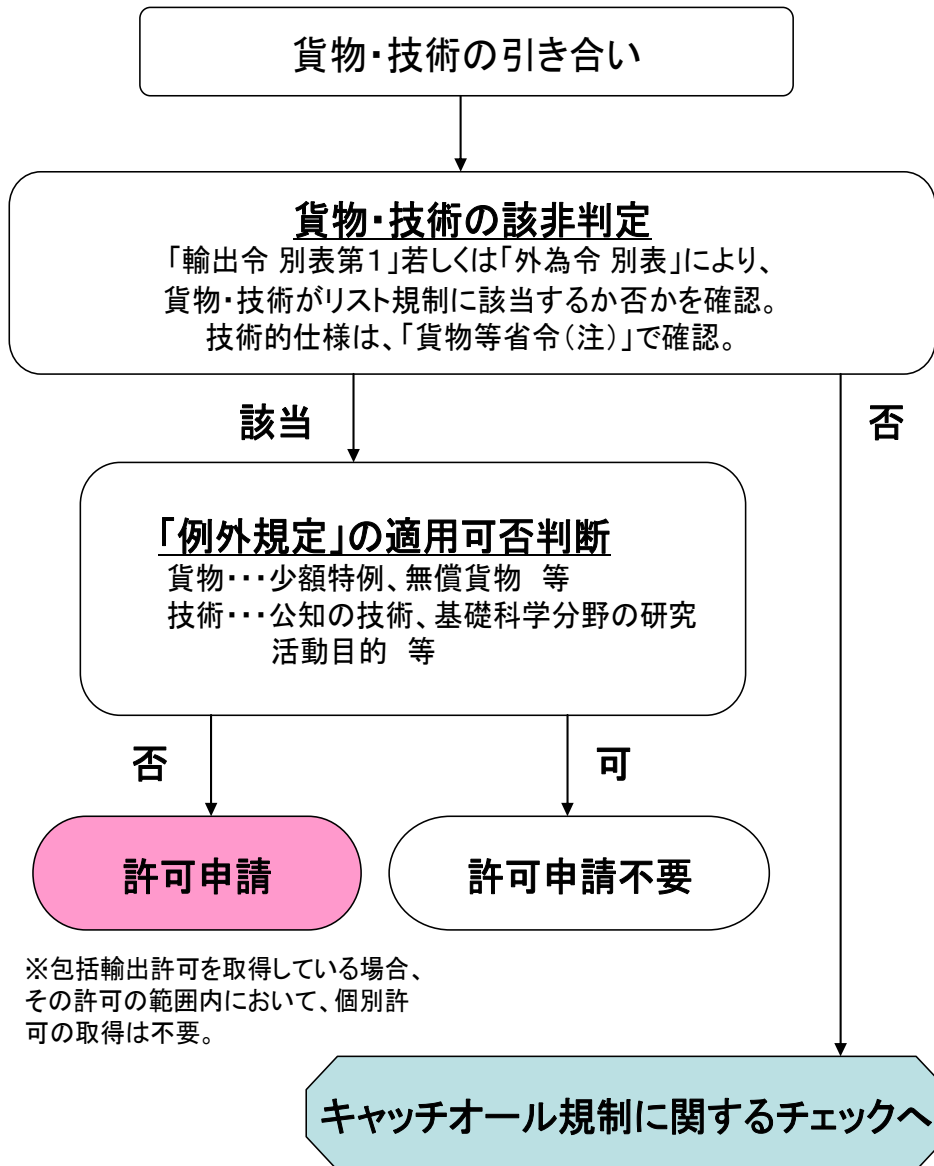 貨物・技術の引き合い
貨物・技術の該非判定
「輸出令 別表第１」若しくは「外為令 別表」により、
貨物・技術がリスト規制に該当するか否かを確認。
技術的仕様は、「貨物等省令（注）」で確認。
該当
否
「例外規定」の適用可否判断
貨物・・・少額特例、無償貨物　等
技術・・・公知の技術、基礎科学分野の研究
活動目的　等
否
可
許可申請
許可申請不要
※包括輸出許可を取得している場合、
その許可の範囲内において、個別許
可の取得は不要。
キャッチオール規制に関するチェックへ